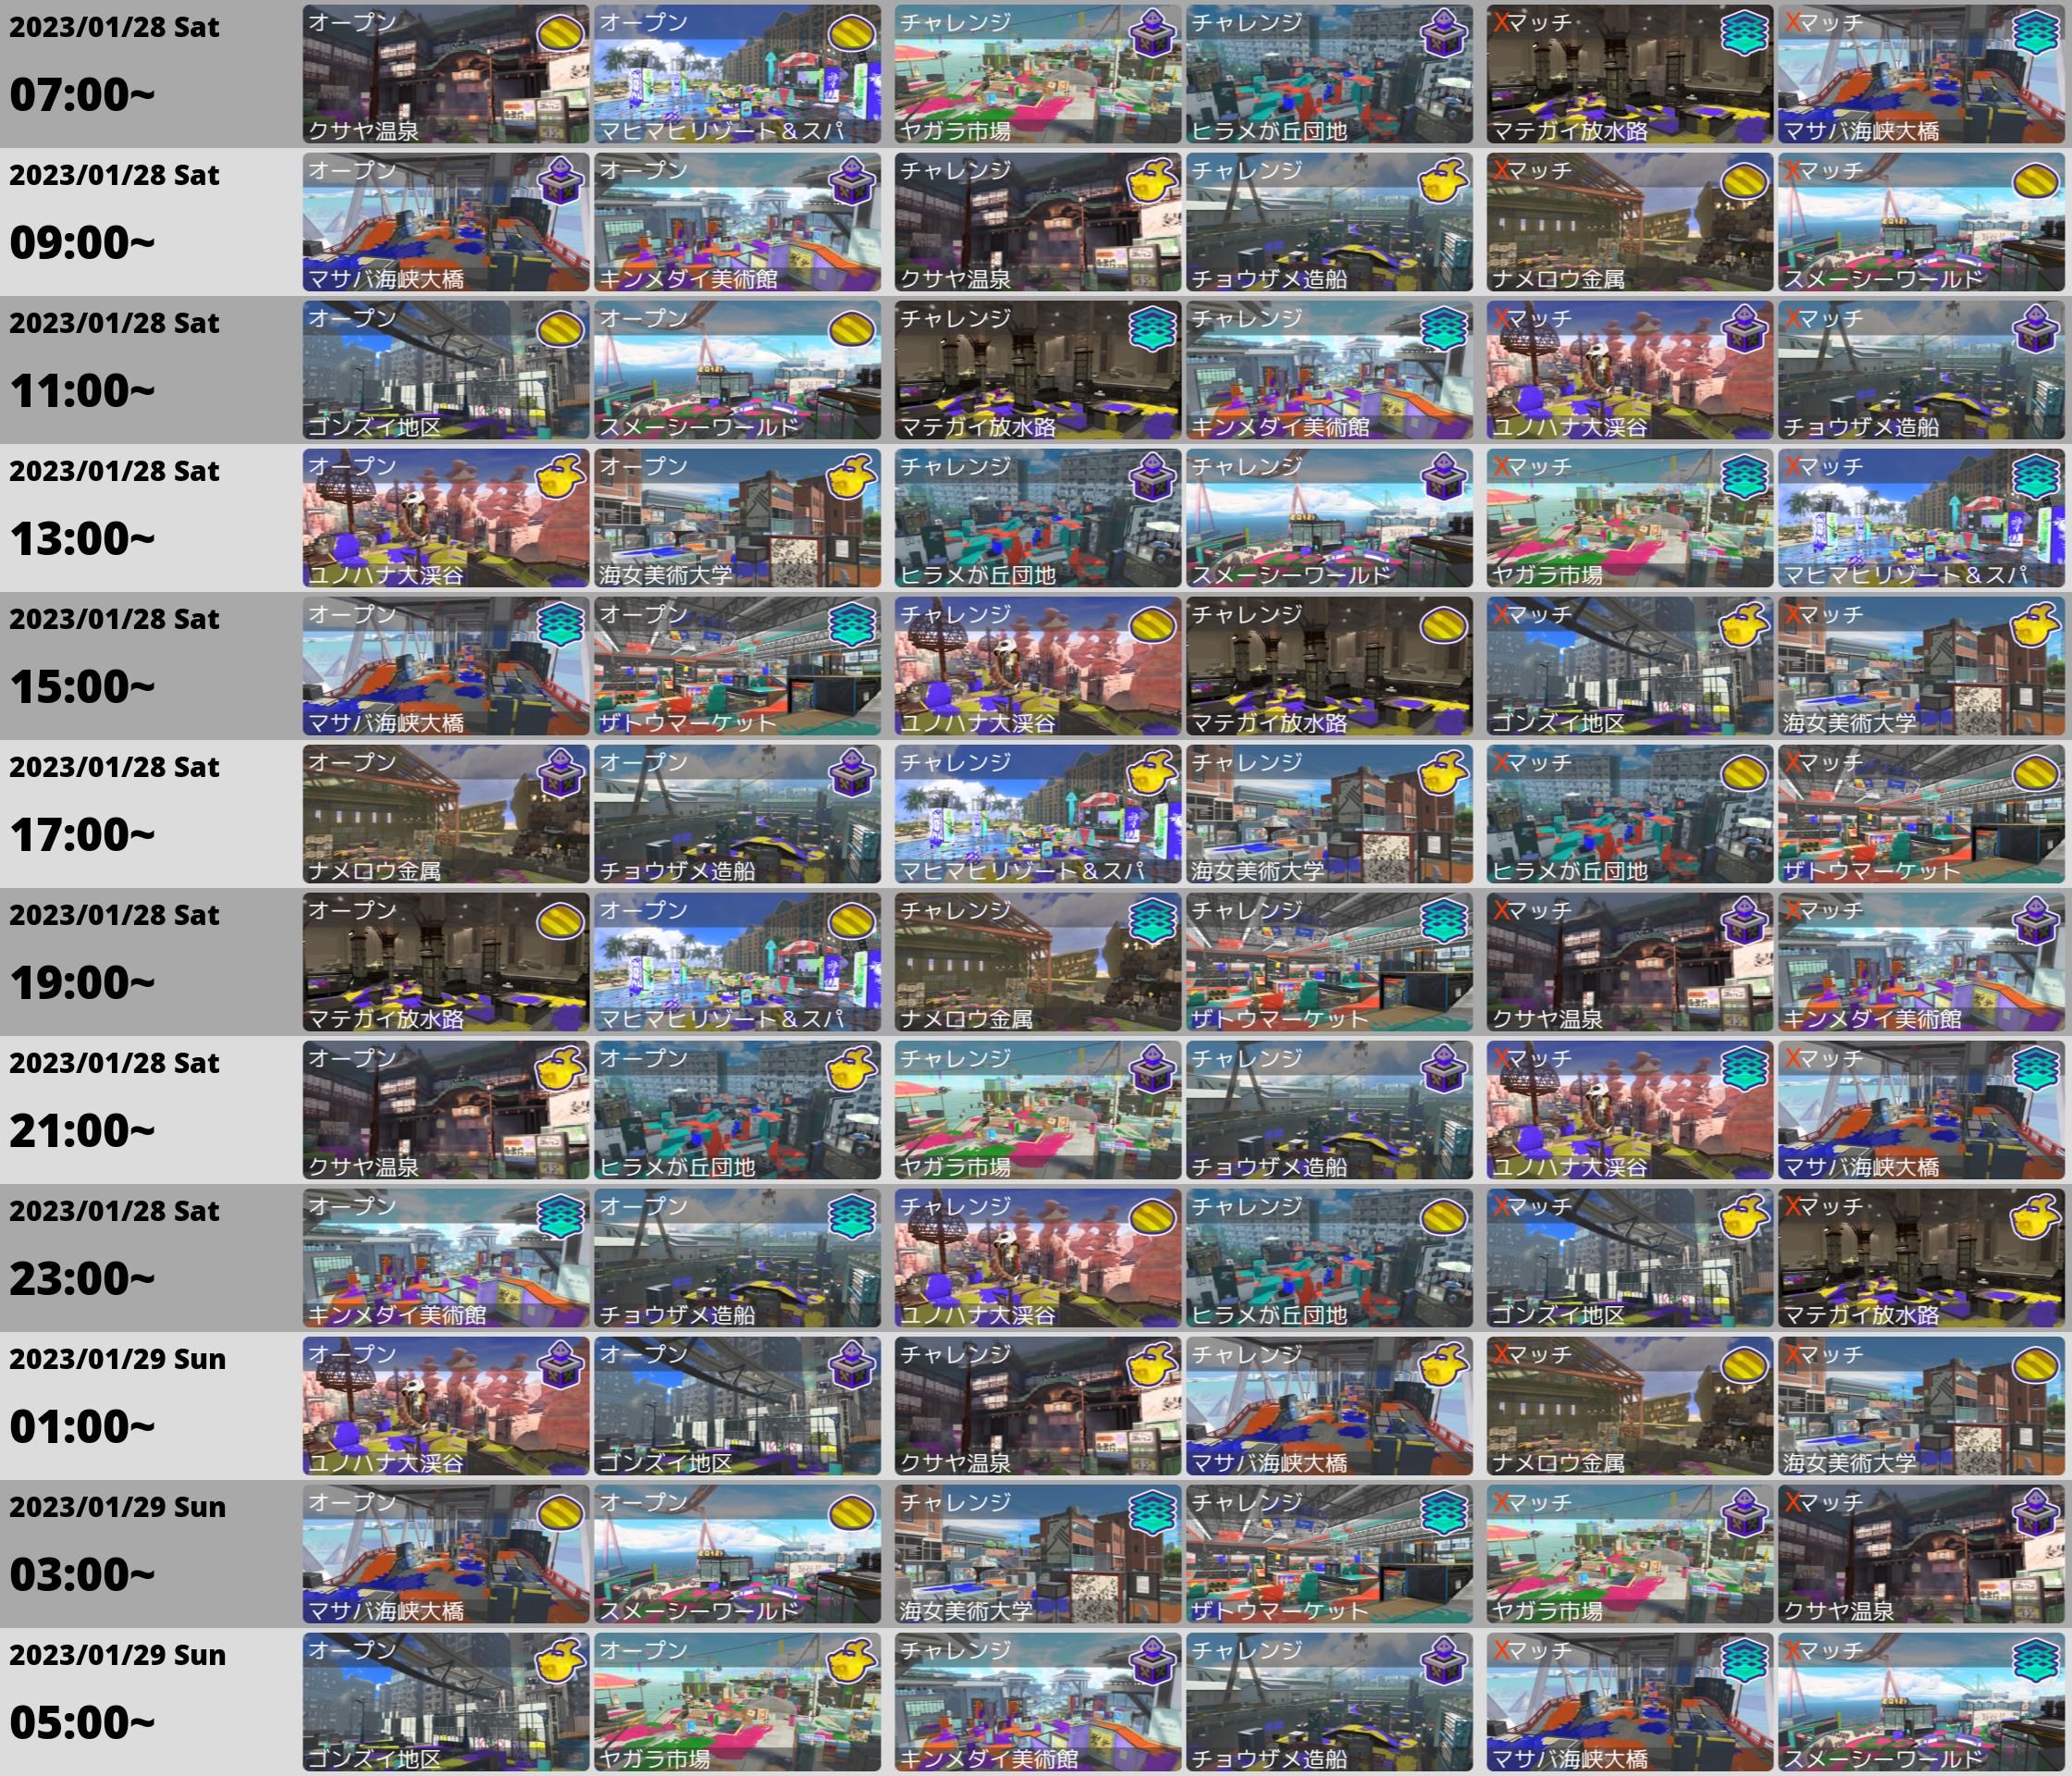 2023/01/28 Sat
07:00~
オープン オープン チャレンジ チャレンジ Xマッチ Xマッチ
クサヤ温泉 マヒマヒリゾート&スパ ヤガラ市場 ヒラメが丘団地 マテガイ放水路 マサバ海峡大橋
2023/01/28 Sat
09:00~
オープン オープン チャレンジ チャレンジ Xマッチ Xマッチ
マサバ海峡大橋 キンメダイ美術館 クサヤ温泉 チョウザメ造船 ナメロウ金属 スメーシーワールド
2023/01/28 Sat
11:00~
オープン オープン チャレンジ チャレンジ Xマッチ Xマッチ
ゴンズイ地区 スメーシーワールド マテガイ放水路 キンメダイ美術館 ユノハナ大渓谷 チョウザメ造船
2023/01/28 Sat
13:00~
オープン オープン チャレンジ チャレンジ Xマッチ Xマッチ
ユノハナ大渓谷 海女美術大学 ヒラメが丘団地 スメーシーワールド ヤガラ市場 マヒマヒリゾート&スパ
2023/01/28 Sat
15:00~
オープン オープン チャレンジ チャレンジ Xマッチ Xマッチ
マサバ海峡大橋 ザトウマーケット ユノハナ大渓谷 マテガイ放水路 ゴンズイ地区 海女美術大学
2023/01/28 Sat
17:00~
オープン オープン チャレンジ チャレンジ Xマッチ Xマッチ
ナメロウ金属 チョウザメ造船 マヒマヒリゾート&スパ 海女美術大学 ヒラメが丘団地 ザトウマーケット
2023/01/28 Sat
19:00~
オープン オープン チャレンジ チャレンジ Xマッチ Xマッチ
マテガイ放水路 マヒマヒリゾート&スパ ナメロウ金属 ザトウマーケット クサヤ温泉 キンメダイ美術館
2023/01/28 Sat
21:00~
オープン オープン チャレンジ チャレンジ Xマッチ Xマッチ
クサヤ温泉 ヒラメが丘団地 ヤガラ市場 チョウザメ造船 ユノハナ大渓谷 マサバ海峡大橋
2023/01/28 Sat
23:00~
オープン オープン チャレンジ チャレンジ Xマッチ Xマッチ
キンメダイ美術館 チョウザメ造船 ユノハナ大渓谷 ヒラメが丘団地 ゴンズイ地区 マテガイ放水路
2023/01/29 Sun
01:00~
オープン オープン チャレンジ チャレンジ Xマッチ Xマッチ
ユノハナ大渓谷 ゴンズイ地区 クサヤ温泉 マサバ海峡大橋 ナメロウ金属 海女美術大学
2023/01/29 Sun
03:00~
オープン オープン チャレンジ チャレンジ Xマッチ Xマッチ
マサバ海峡大橋 スメーシーワールド 海女美術大学 ザトウマーケット ヤガラ市場 クサヤ温泉
2023/01/29 Sun
05:00~
オープン オープン チャレンジ チャレンジ Xマッチ Xマッチ
ゴンズイ地区 ヤガラ市場 キンメダイ美術館 チョウザメ造船 マサバ海峡大橋 スメーシーワールド